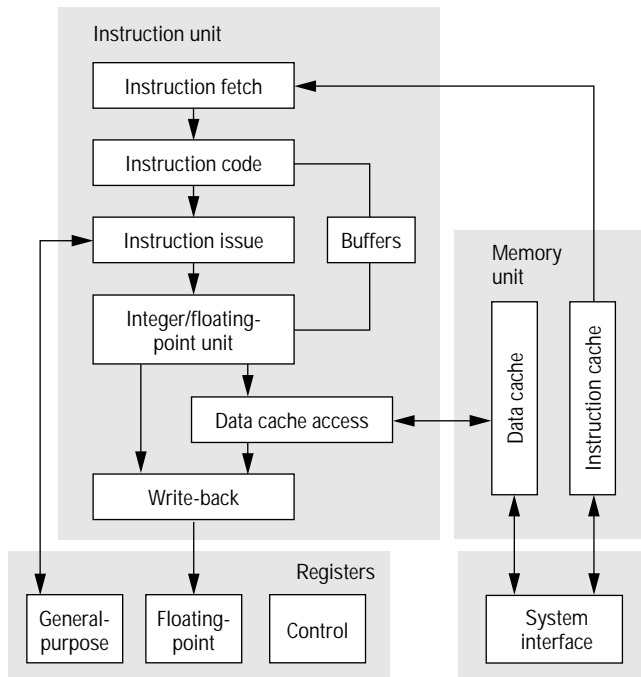 Instruction unit
Instruction fetch
Instruction code
Instruction issue
Buffers
Integer/floating-
point unit
Data cache access
Write-back
Memory
unit
Data cache
Instruction cache
Registers
General-
purpose
Floating-
point
Control
System
interface